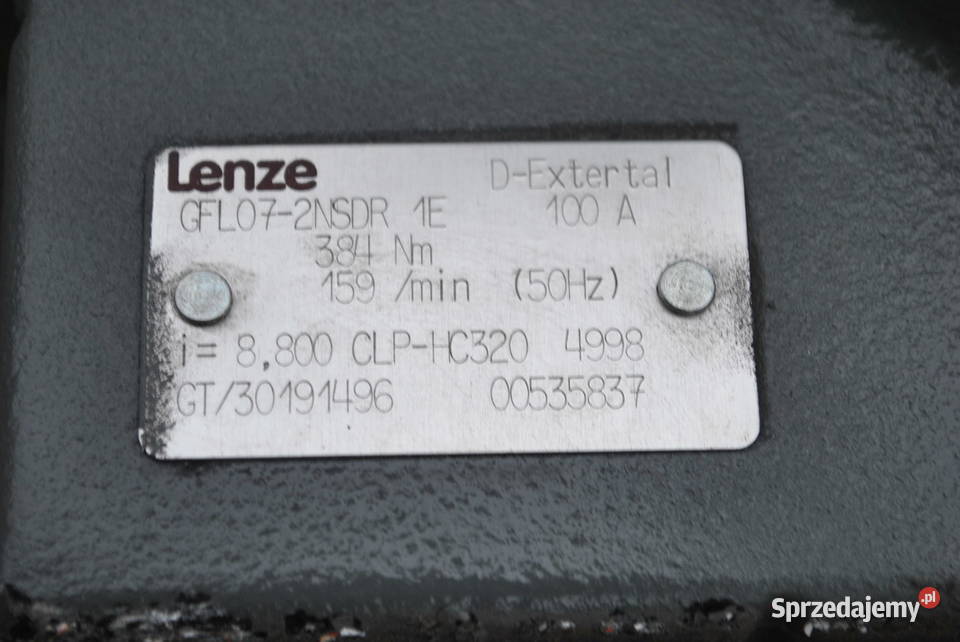 Lenze D-Extertal
GFL07-2NSDR 1E 100 A
384 Nm
159 /min (50Hz)
i= 8,800 CLP-HC320 4998
GT/30191496 00535837
Sprzedajemy.pl